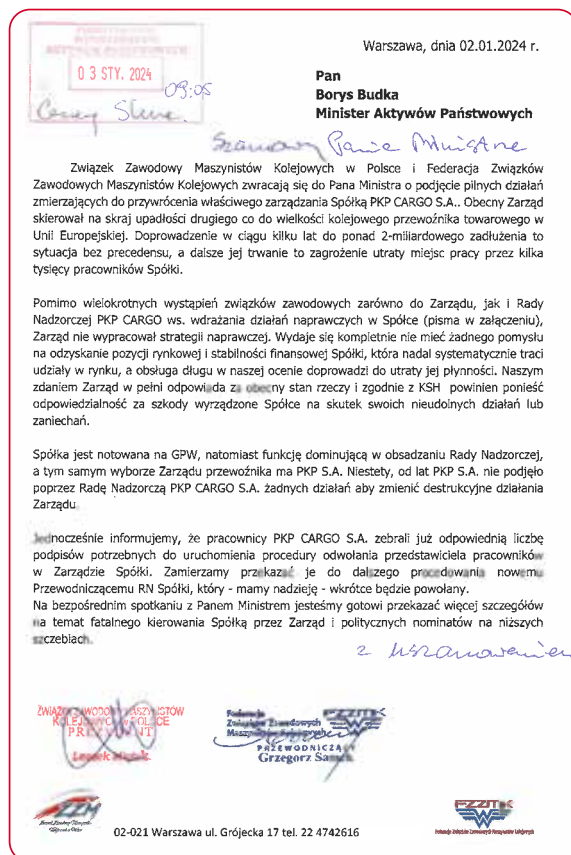 Warszawa, dnia 02.01.2024 r.
03 STY. 2024
09:05
Pan
Borys Budka
Minister Aktywów Państwowych
Szanowny Panie Ministrze
Związek Zawodowy Maszynistów Kolejowych w Polsce i Federacja Związków
Zawodowych Maszynistów Kolejowych zwracają się do Pana Ministra o podjęcie pilnych działań
zmierzających do przywrócenia właściwego zarządzania Spółką PKP CARGO S.A.. Obecny Zarząd
skierował na skraj upadłości drugiego co do wielkości kolejowego przewoźnika towarowego w
Unii Europejskiej. Doprowadzenie w ciągu kilku lat do ponad 2-miliardowego zadłużenia to
sytuacja bez precedensu, a dalsze jej trwanie to zagrożenie utraty miejsc pracy przez kilka
tysięcy pracowników Spółki.
Pomimo wielokrotnych wystąpień związków zawodowych zarówno do Zarządu, jak i Rady
Nadzorczej PKP CARGO ws. wdrażania działań naprawczych w Spółce (pisma w załączeniu),
Zarząd nie wypracował strategii naprawczej. Wydaje się kompletnie nie mieć żadnego pomysłu
na odzyskanie pozycji rynkowej i stabilności finansowej Spółki, która nadal systematycznie traci
udziały w rynku, a obsługa długu w naszej ocenie doprowadzi do utraty jej płynności. Naszym
zdaniem Zarząd w pełni odpowiada za obecny stan rzeczy i zgodnie z KSH powinien ponieść
odpowiedzialność za szkody wyrządzone Spółce na skutek swoich nieudolnych działań lub
zaniechań.
Spółka jest notowana na GPW, natomiast funkcję dominującą w obsadzaniu Rady Nadzorczej,
a tym samym wyborze Zarządu przewoźnika ma PKP S.A. Niestety, od lat PKP S.A. nie podjęło
poprzez Radę Nadzorczą PKP CARGO S.A. żadnych działań aby zmienić destrukcyjne działania
Zarządu
Jednocześnie informujemy, że pracownicy PKP CARGO S.A. zebrali już odpowiednią liczbę
podpisów potrzebnych do uruchomienia procedury odwołania przedstawiciela pracowników
w Zarządzie Spółki. Zamierzamy przekazać je do dalszego procedowania nowemu
Przewodniczącemu RN Spółki, który - mamy nadzieję - wkrótce będzie powołany.
Na bezpośrednim spotkaniu z Panem Ministrem jesteśmy gotowi przekazać więcej szczegółów
na temat fatalnego kierowania Spółką przez Zarząd i politycznych nominatów na niższych
szczeblach.
z uszanowaniem
ZWIĄZEK ZAWODOWY MASZYNISTÓW
KOLEJOWYCH w POLSCE
PREZYDENT
Leszek
Federacja
Związków Zawodowych
Maszynistów Kolejowych
PRZEWODNICZĄCY
Grzegorz
02-021 Warszawa ul. Grójecka 17 tel. 22 4742616